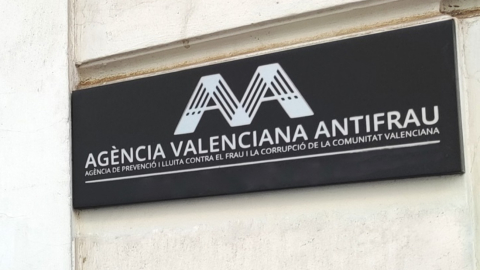 AGÈNCIA VALENCIANA ANTIFRAU
AGÈNCIA DE PREVENCIÓ I LLUITA CONTRA EL FRAU I LA CORRUPCIÓ DE LA COMUNITAT VALENCIANA